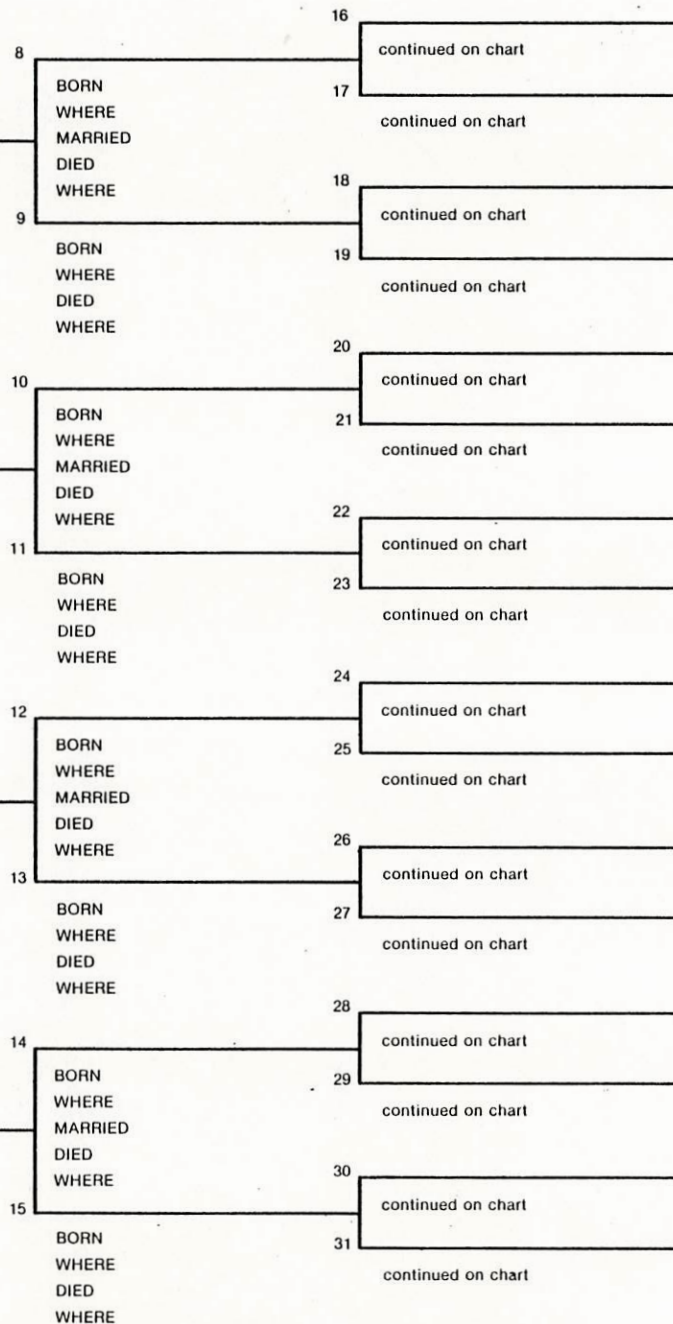 16
continued on chart
8
BORN
17
WHERE
continued on chart
MARRIED
DIED
WHERE
18
9
continued on chart
BORN
19
WHERE
continued on chart
DIED
WHERE
20
10
continued on chart
BORN
21
WHERE
continued on chart
MARRIED
DIED
WHERE
22
11
continued on chart
BORN
23
WHERE
continued on chart
DIED
WHERE
24
12
continued on chart
BORN
25
WHERE
continued on chart
MARRIED
DIED
WHERE
26
13
continued on chart
BORN
27
WHERE
continued on chart
DIED
WHERE
28
14
continued on chart
BORN
29
WHERE
continued on chart
MARRIED
DIED
WHERE
30
15
continued on chart
BORN
31
WHERE
continued on chart
DIED
WHERE